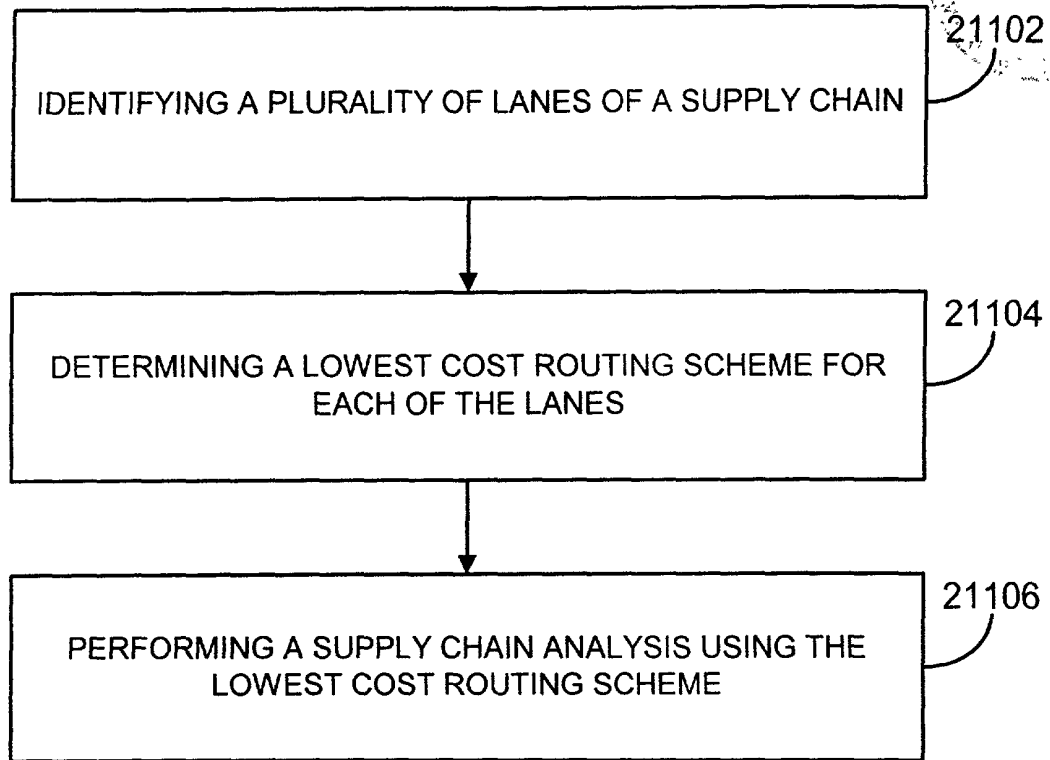 21102
IDENTIFYING A PLURALITY OF LANES OF A SUPPLY CHAIN
21104
DETERMINING A LOWEST COST ROUTING SCHEME FOR
EACH OF THE LANES
21106
PERFORMING A SUPPLY CHAIN ANALYSIS USING THE
LOWEST COST ROUTING SCHEME